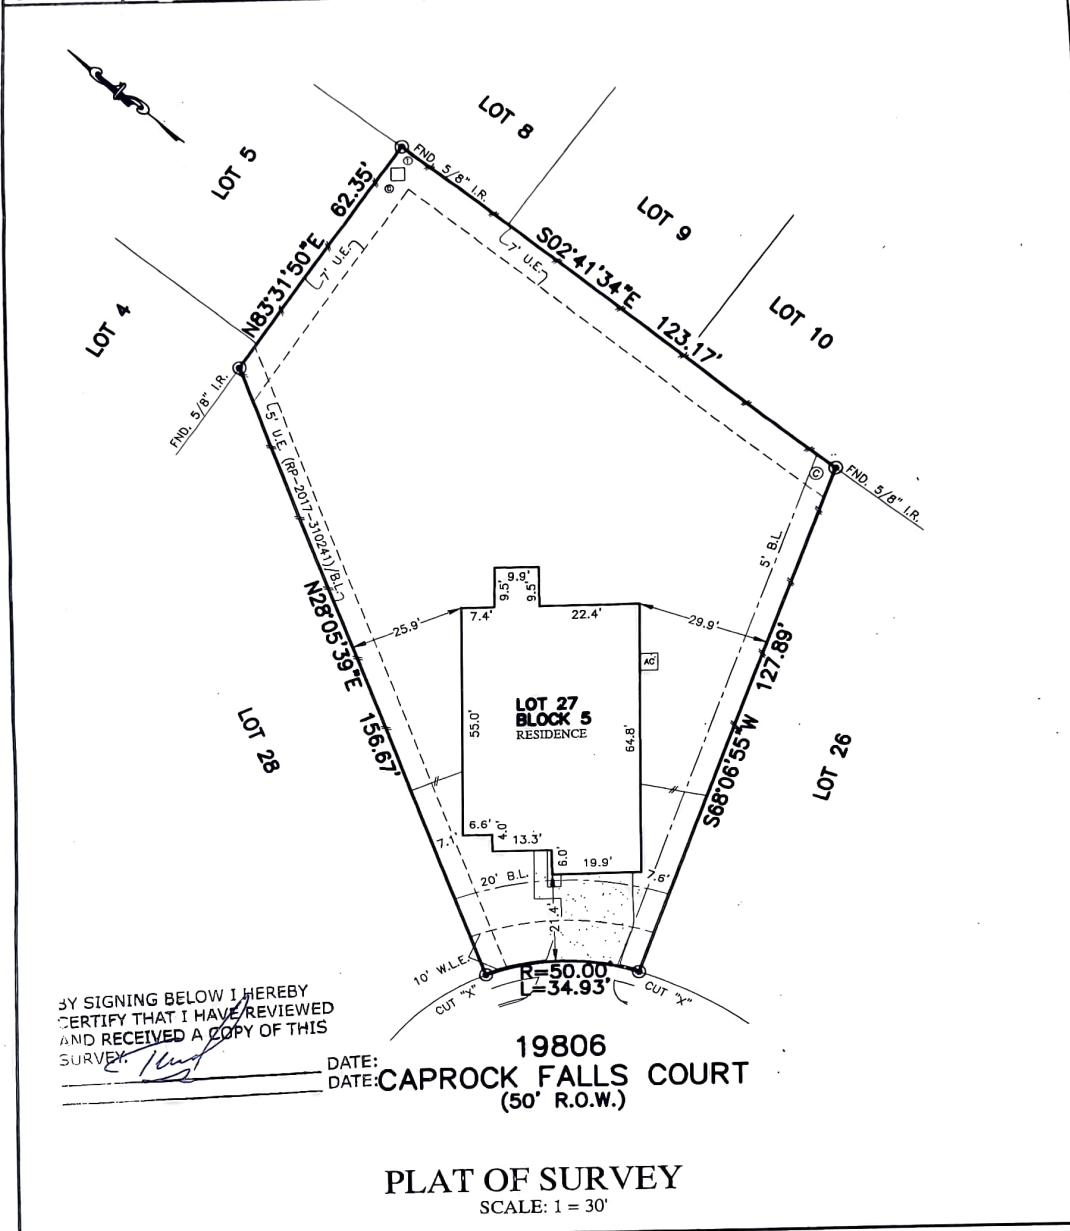 LOT 8
LOT 5
FND. 5/8" I.R.
62.35'
LOT 9
7' U.E.
S02°41'34"E
7' U.E.
N83°31'50"E
LOT 10
LOT 4
123.17'
FND. 5/8" I.R.
FND. 5/8" I.R.
5' U.E. (RP-2017-310241)/B.L.
5' B.L.
9.9'
9.5'
9.5'
7.4'
22.4'
N28°05'39"E
25.9'
29.9'
127.89'
AC
LOT 27
BLOCK 5
RESIDENCE
55.0'
64.8'
LOT 28
156.67'
S68°06'55"W
LOT 26
6.6'
4.0'
13.3'
7.1'
6.0'
19.9'
20' B.L.
7.6'
21.4'
10' W.L.E.
R=50.00
L=34.93'
CUT "X"
CUT "X"
BY SIGNING BELOW I HEREBY
CERTIFY THAT I HAVE REVIEWED
AND RECEIVED A COPY OF THIS
SURVEY.
DATE:
DATE:
19806
CAPROCK FALLS COURT
(50' R.O.W.)
PLAT OF SURVEY
SCALE: 1 = 30'